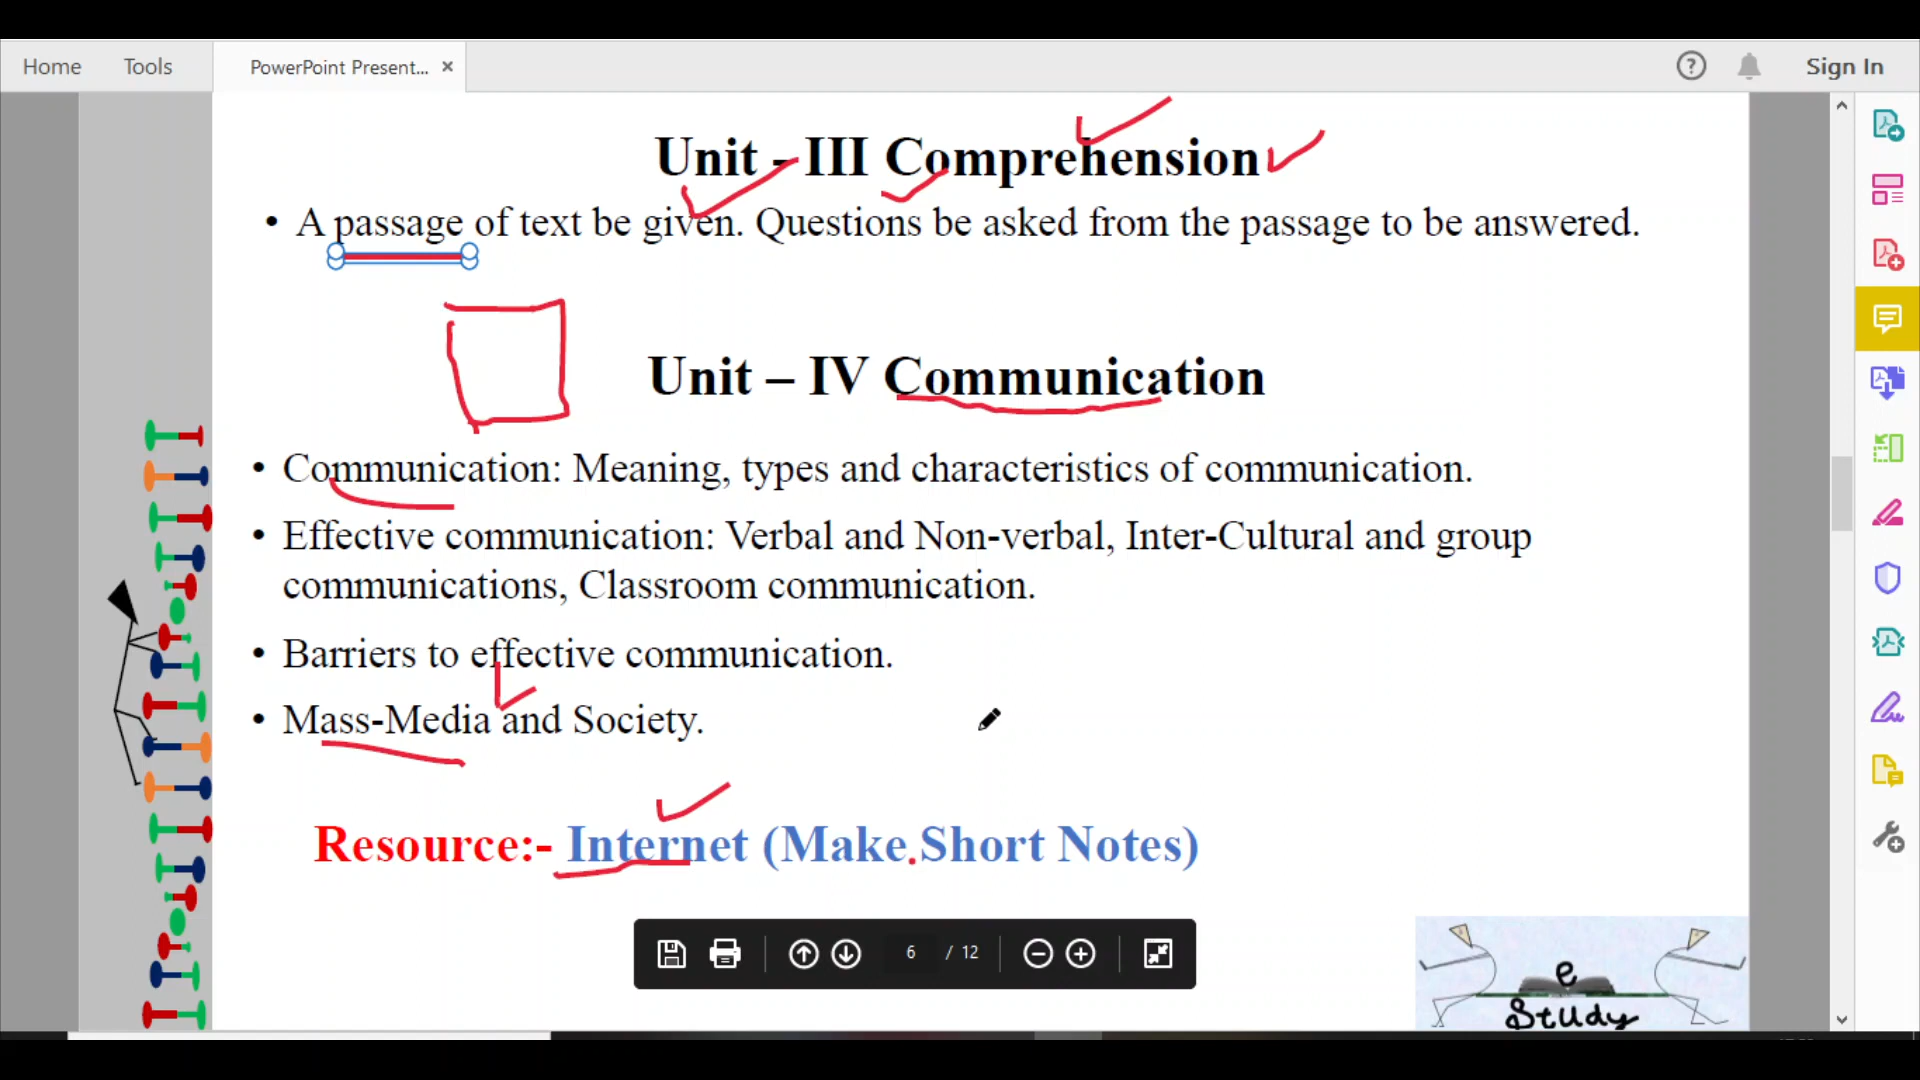 Home Tools PowerPoint Present... × Sign In
Unit - III Comprehension
• A passage of text be given. Questions be asked from the passage to be answered.
Unit – IV Communication
• Communication: Meaning, types and characteristics of communication.
• Effective communication: Verbal and Non-verbal, Inter-Cultural and group
communications, Classroom communication.
• Barriers to effective communication.
• Mass-Media and Society.
Resource:- Internet (Make Short Notes)
6 / 12
e
Study